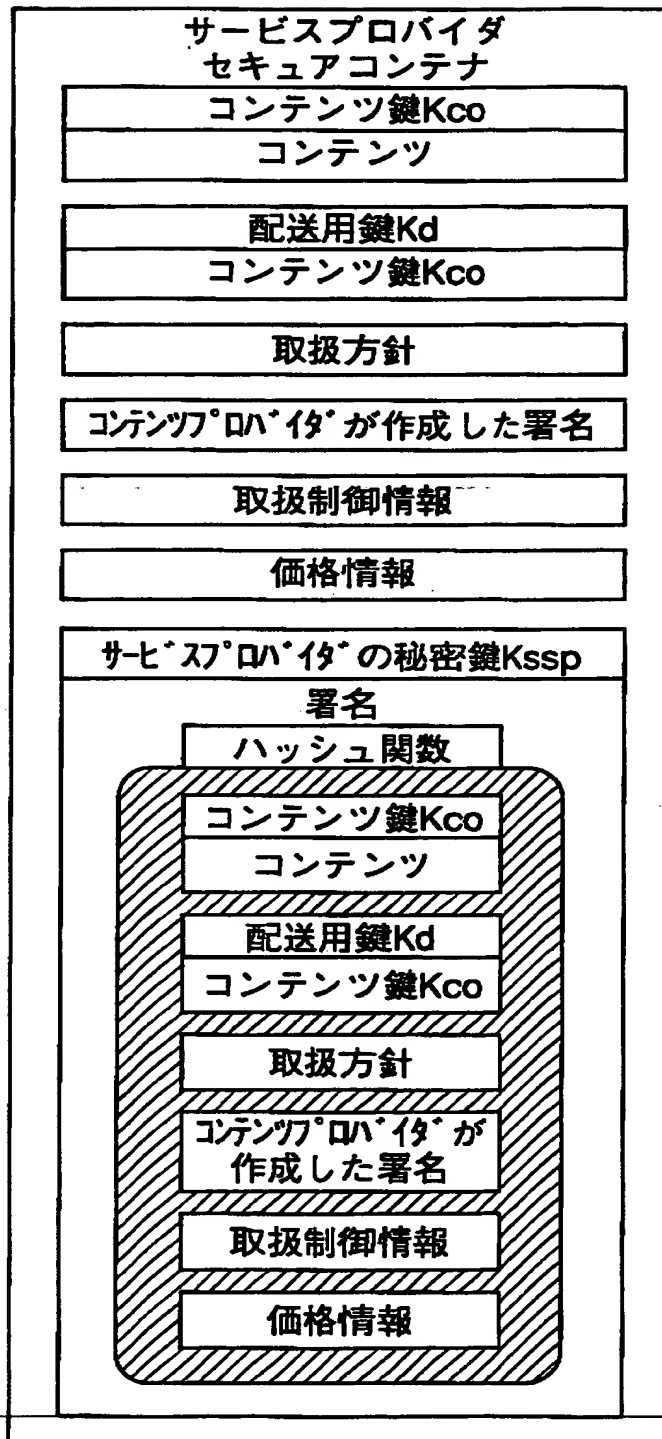 サービスプロバイダ
セキュアコンテナ
コンテンツ鍵Kco
コンテンツ
配送用鍵Kd
コンテンツ鍵Kco
取扱方針
ｺﾝﾃﾝﾂﾌﾟﾛﾊﾞｲﾀﾞが作成した署名
取扱制御情報
価格情報
ｻｰﾋﾞｽﾌﾟﾛﾊﾞｲﾀﾞの秘密鍵Kssp
署名
ハッシュ関数
コンテンツ鍵Kco
コンテンツ
配送用鍵Kd
コンテンツ鍵Kco
取扱方針
ｺﾝﾃﾝﾂﾌﾟﾛﾊﾞｲﾀﾞが
作成した署名
取扱制御情報
価格情報